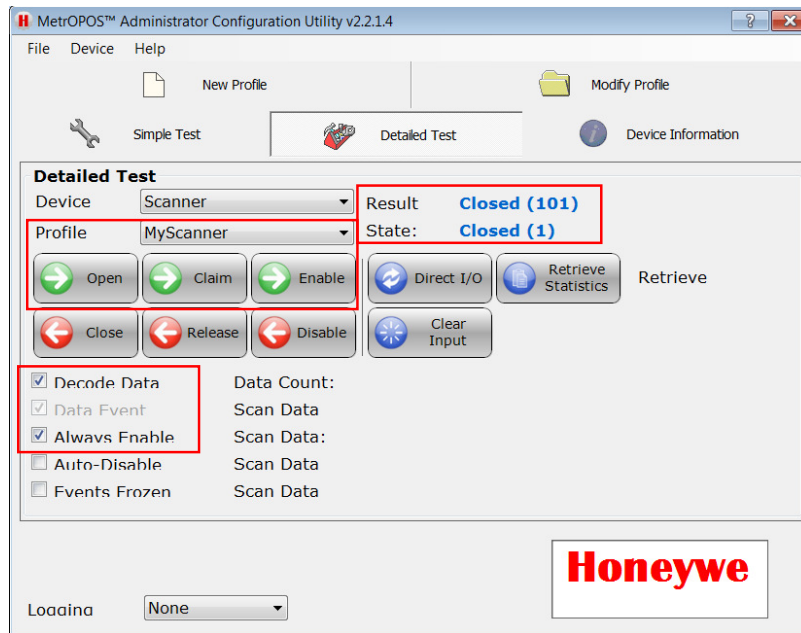 MetrOPOS™ Administrator Configuration Utility v2.2.1.4
File Device Help
New Profile Modify Profile
Simple Test Detailed Test Device Information
Detailed Test
Device Scanner Result Closed (101)
Profile MyScanner State: Closed (1)
Open Claim Enable Direct I/O Retrieve Statistics Retrieve
Close Release Disable Clear Input
Decode Data Data Count:
Data Event Scan Data
Always Enable Scan Data:
Auto-Disable Scan Data
Events Frozen Scan Data
Honeywe
Logging None